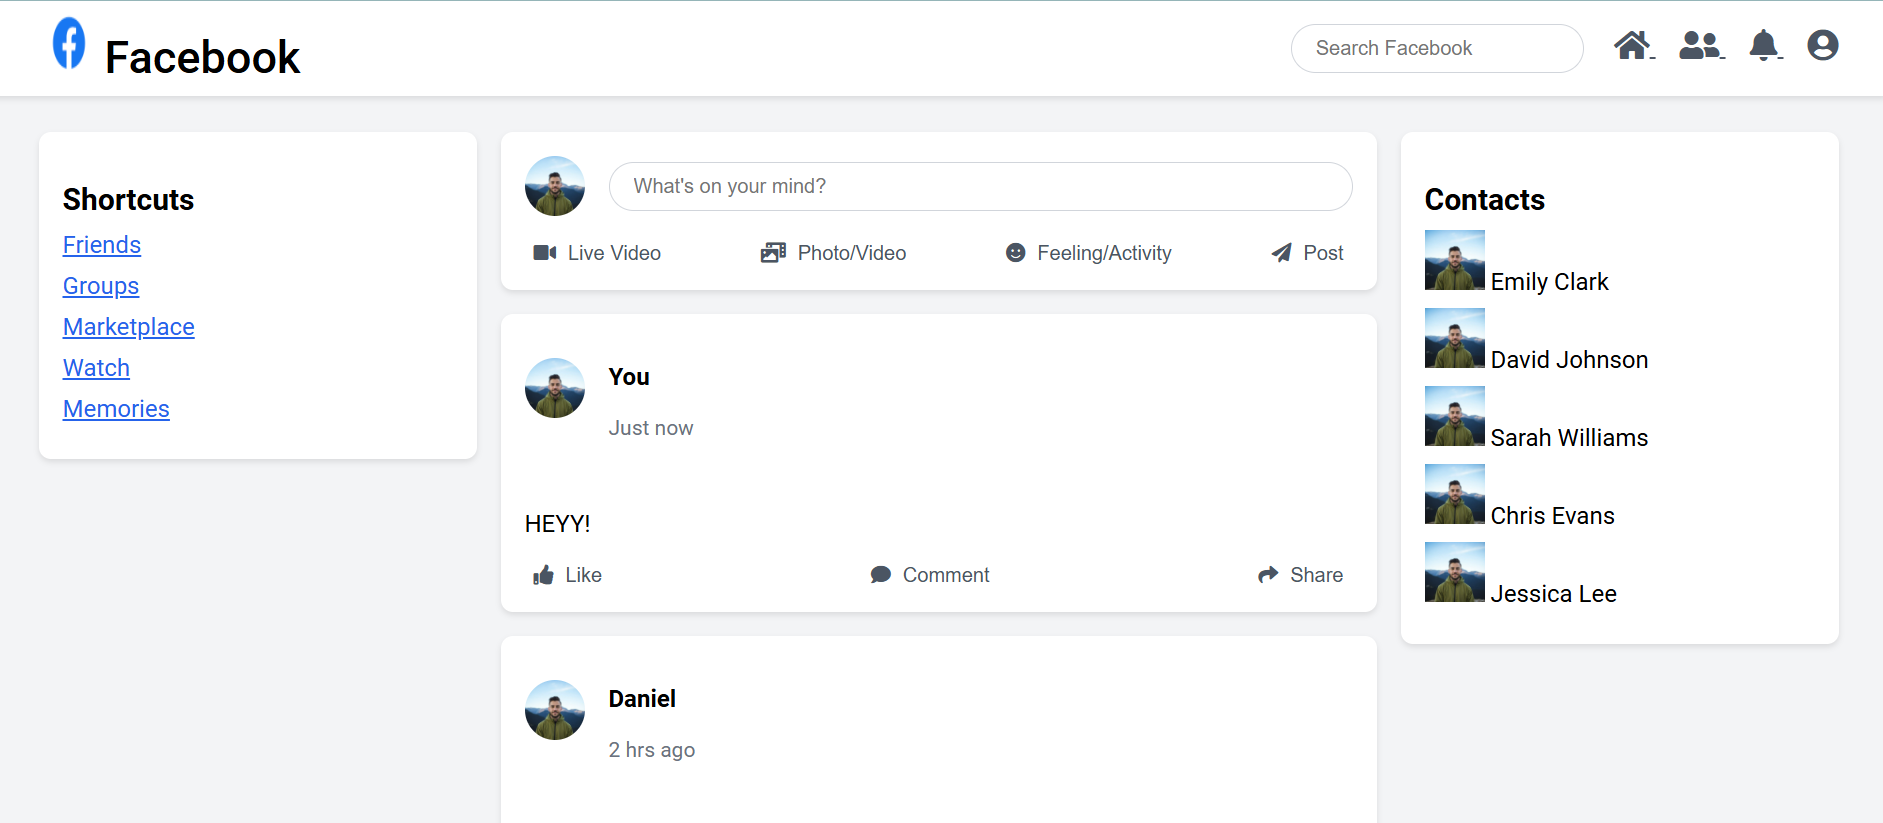 Facebook
Search Facebook
Shortcuts
Friends
Groups
Marketplace
Watch
Memories
What's on your mind?
Live Video
Photo/Video
Feeling/Activity
Post
You
Just now
HEYY!
Like
Comment
Share
Daniel
2 hrs ago
Contacts
Emily Clark
David Johnson
Sarah Williams
Chris Evans
Jessica Lee